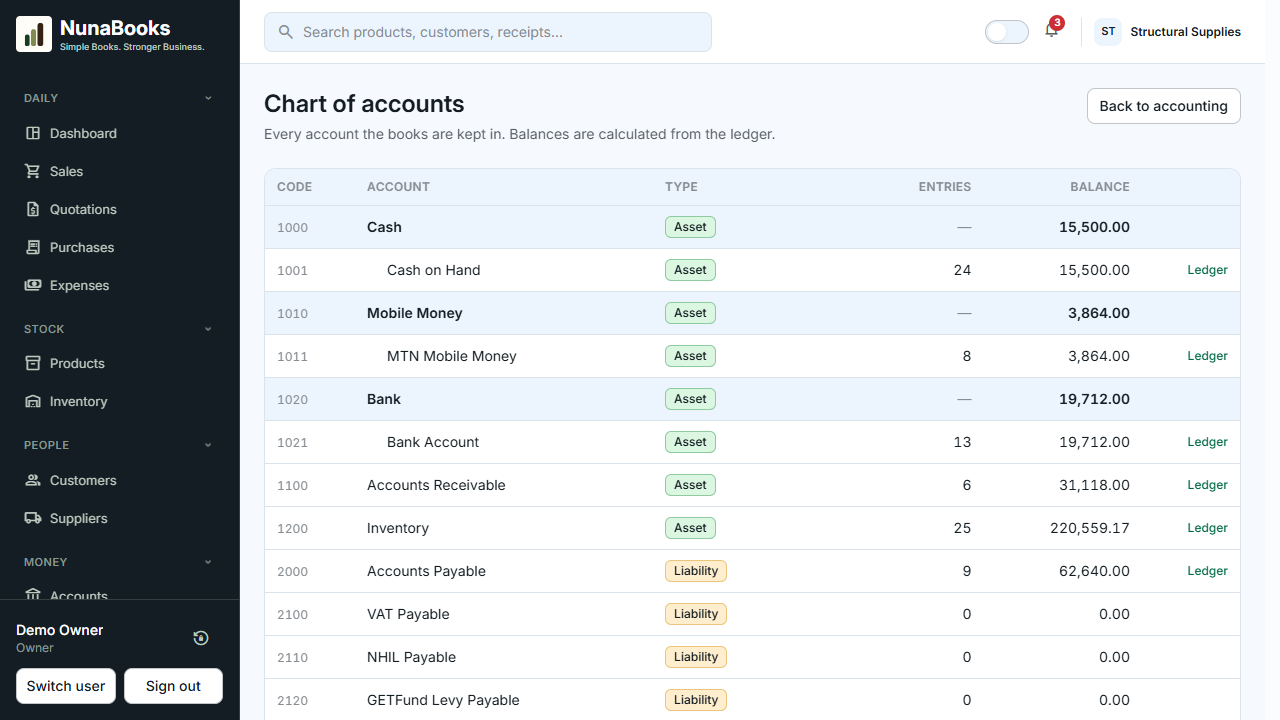 NunaBooks
Simple Books. Stronger Business.
DAILY
Dashboard
Sales
Quotations
Purchases
Expenses
STOCK
Products
Inventory
PEOPLE
Customers
Suppliers
MONEY
Accounts
Demo Owner
Owner
Switch user Sign out
Search products, customers, receipts...
3
ST Structural Supplies
Chart of accounts
Back to accounting
Every account the books are kept in. Balances are calculated from the ledger.
CODE ACCOUNT TYPE ENTRIES BALANCE
1000 Cash Asset — 15,500.00
1001 Cash on Hand Asset 24 15,500.00 Ledger
1010 Mobile Money Asset — 3,864.00
1011 MTN Mobile Money Asset 8 3,864.00 Ledger
1020 Bank Asset — 19,712.00
1021 Bank Account Asset 13 19,712.00 Ledger
1100 Accounts Receivable Asset 6 31,118.00 Ledger
1200 Inventory Asset 25 220,559.17 Ledger
2000 Accounts Payable Liability 9 62,640.00 Ledger
2100 VAT Payable Liability 0 0.00
2110 NHIL Payable Liability 0 0.00
2120 GETFund Levy Payable Liability 0 0.00